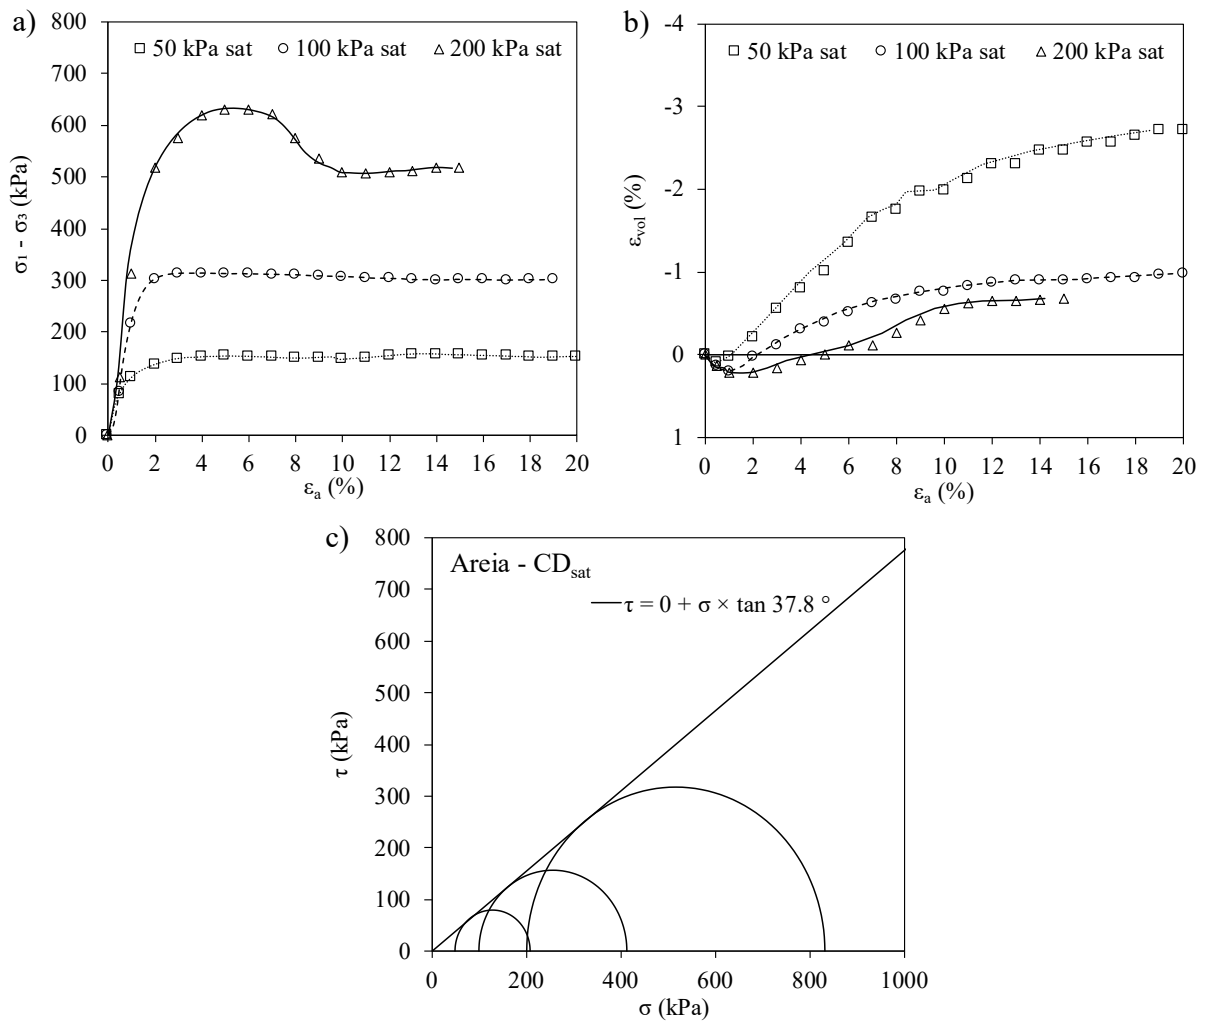 a)
800
700
600
500
400
300
200
100
0
σ₁ - σ₃ (kPa)
50 kPa sat 100 kPa sat 200 kPa sat
0 2 4 6 8 10 12 14 16 18 20
εₐ (%)
b)
-4
-3
-2
-1
0
1
ε_vol (%)
50 kPa sat 100 kPa sat 200 kPa sat
0 2 4 6 8 10 12 14 16 18 20
εₐ (%)
c)
800
700
600
500
400
300
200
100
0
τ (kPa)
Areia - CD_sat
τ = 0 + σ × tan 37.8 °
0 200 400 600 800 1000
σ (kPa)